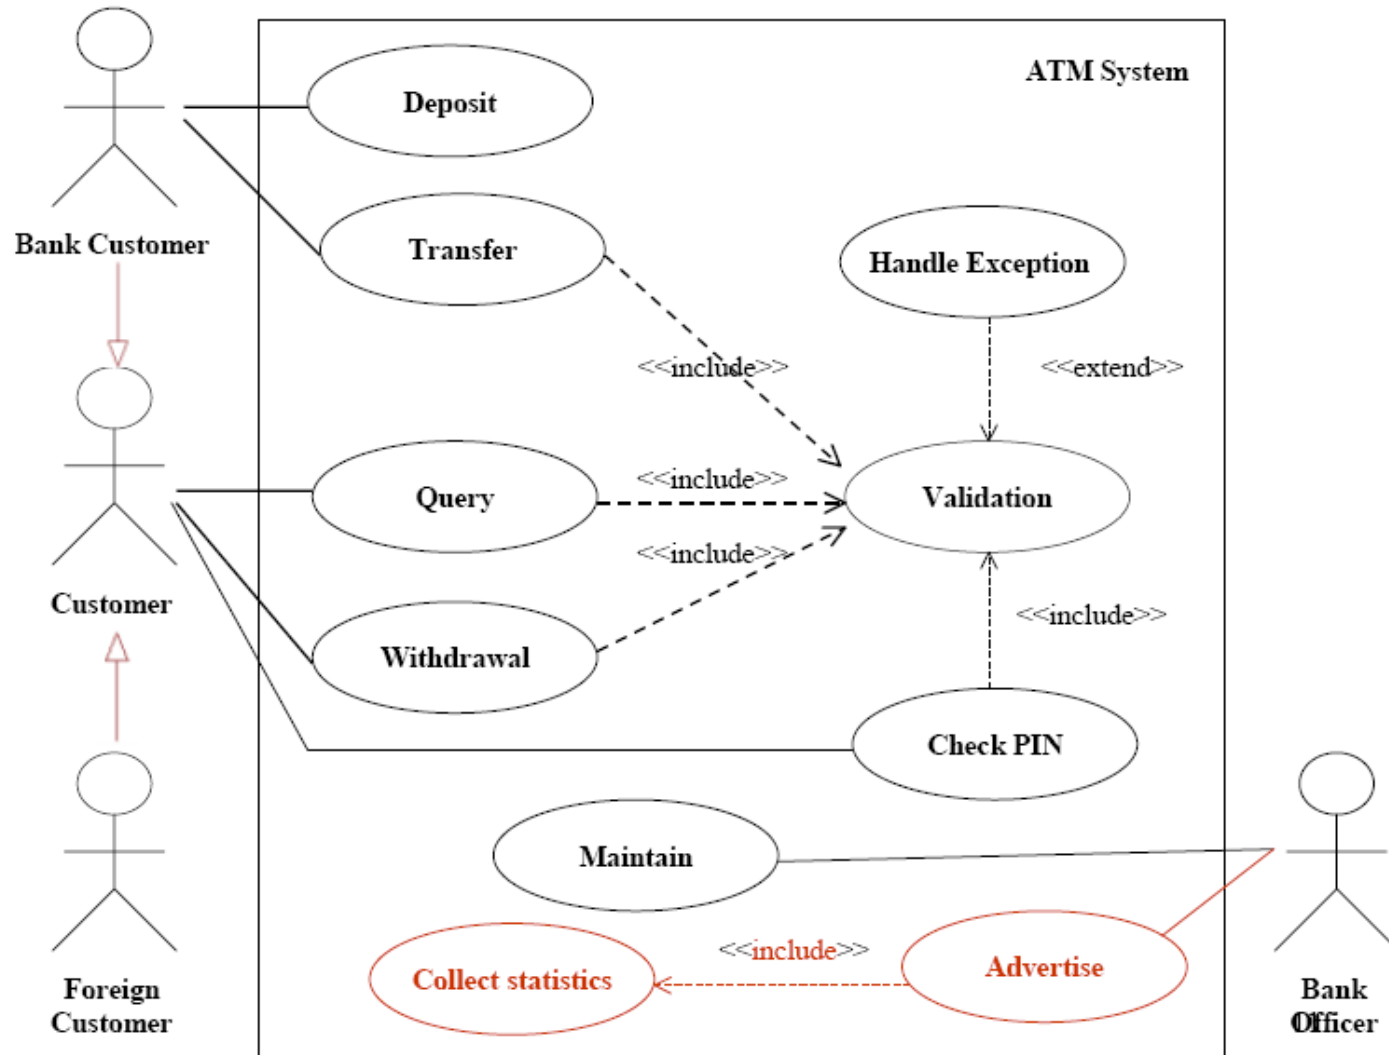 ATM System
Deposit
Bank Customer
Transfer
Handle Exception
<<include>>
<<extend>>
Query
<<include>>
Validation
<<include>>
Customer
<<include>>
Withdrawal
Check PIN
Maintain
<<include>>
Collect statistics
Advertise
Foreign
Customer
Bank
Officer